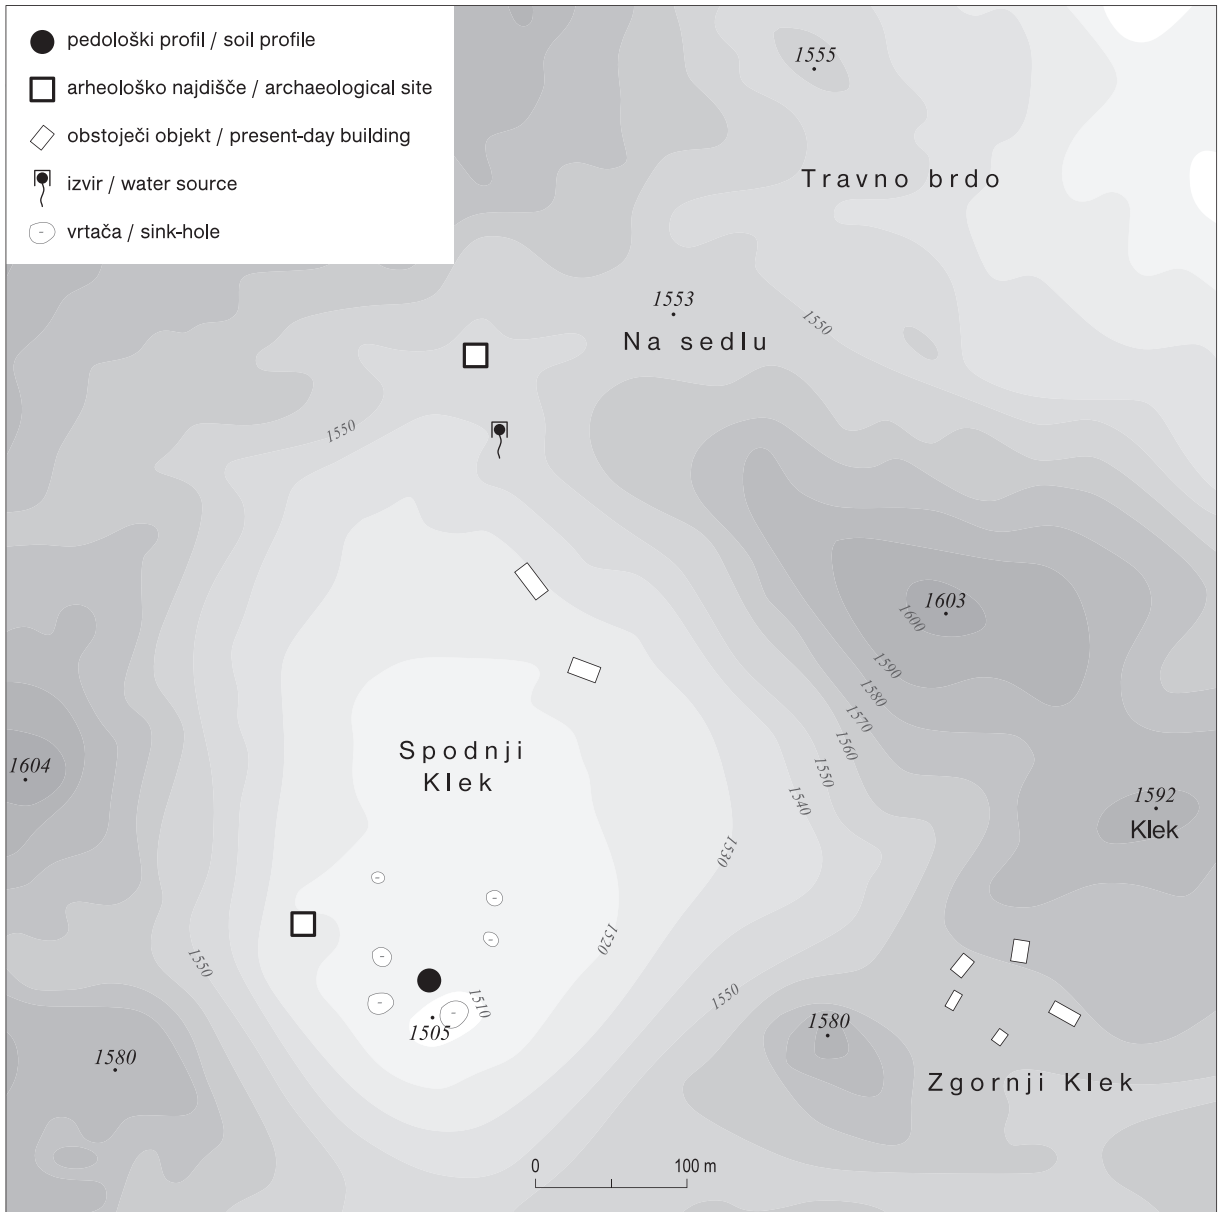 pedološki profil / soil profile
arheološko najdišče / archaeological site
obstoječi objekt / present-day building
izvir / water source
vrtača / sink-hole
1555
Travno brdo
1553
1550
Na sedlu
1550
1603
1600
1590
1580
1570
1560
1550
1540
1530
1520
1510
Spodnji
Klek
1604
1592
Klek
1550
1550
1505
1580
1580
Zgornji Klek
0 100 m